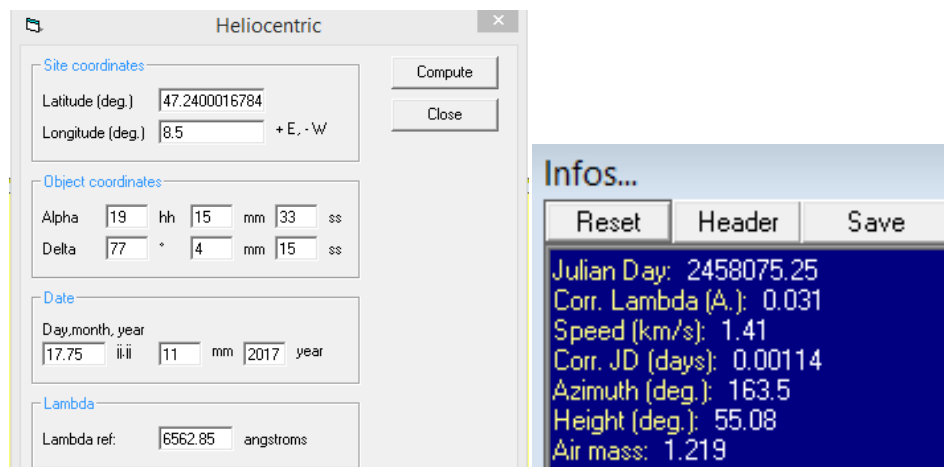 Heliocentric
Site coordinates
Latitude (deg.) 47.2400016784
Longitude (deg.) 8.5 + E, - W
Compute
Close
Object coordinates
Alpha 19 hh 15 mm 33 ss
Delta 77 ° 4 mm 15 ss
Date
Day,month, year
17.75 ii.ii 11 mm 2017 year
Lambda
Lambda ref: 6562.85 angstroms
Infos...
Reset Header Save
Julian Day: 2458075.25
Corr. Lambda (A.): 0.031
Speed (km/s): 1.41
Corr. JD (days): 0.00114
Azimuth (deg.): 163.5
Height (deg.): 55.08
Air mass: 1.219